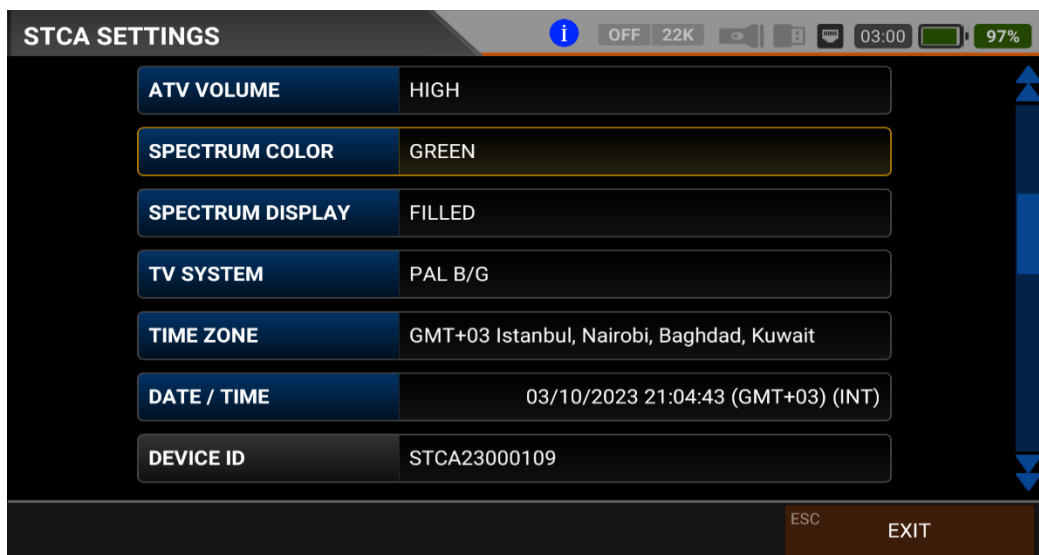 STCA SETTINGS
OFF 22K 03:00 97%
ATV VOLUME HIGH
SPECTRUM COLOR GREEN
SPECTRUM DISPLAY FILLED
TV SYSTEM PAL B/G
TIME ZONE GMT+03 Istanbul, Nairobi, Baghdad, Kuwait
DATE / TIME 03/10/2023 21:04:43 (GMT+03) (INT)
DEVICE ID STCA23000109
ESC EXIT